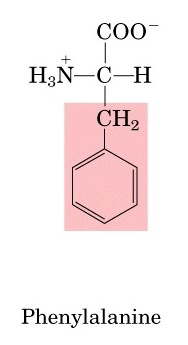 COO⁻
H₃N⁺—C—H
CH₂
Phenylalanine